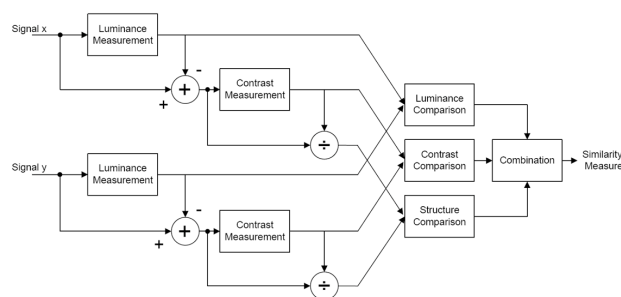 Signal x
Luminance
Measurement
-
+
+
Contrast
Measurement
÷
Signal y
Luminance
Measurement
-
+
+
Contrast
Measurement
÷
Luminance
Comparison
Contrast
Comparison
Structure
Comparison
Combination
Similarity
Measure